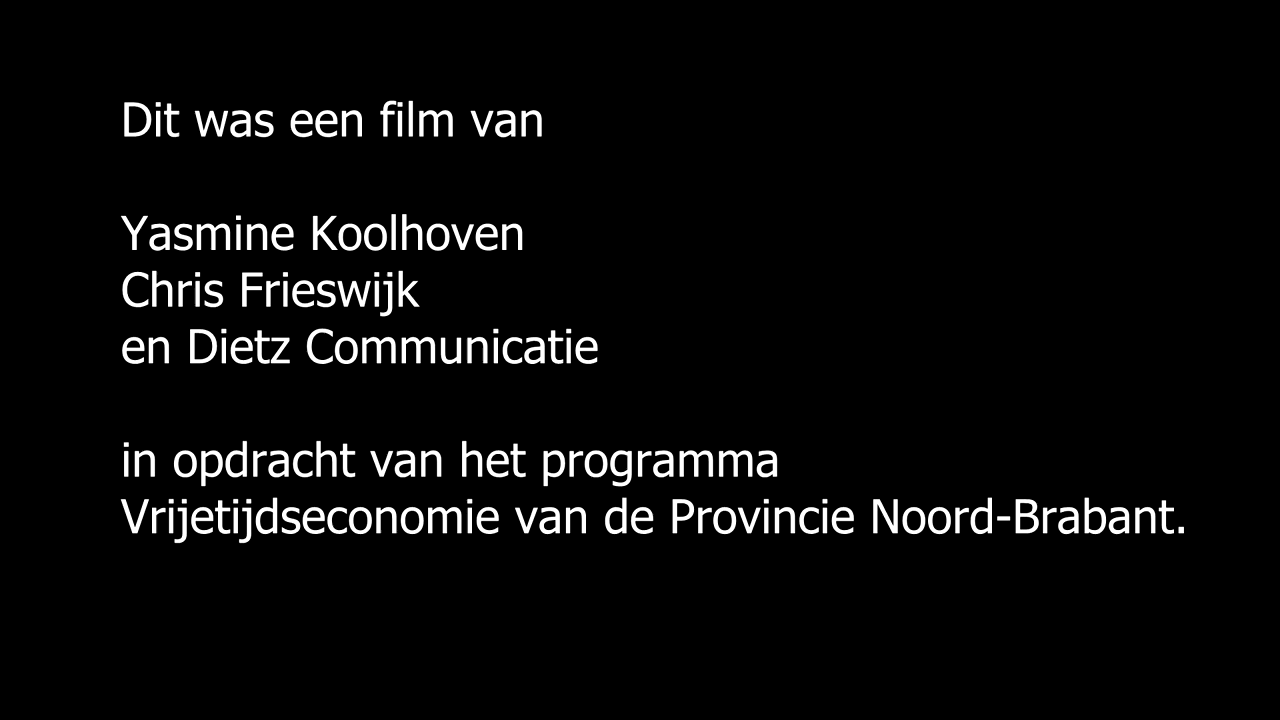 Dit was een film van
Yasmine Koolhoven
Chris Frieswijk
en Dietz Communicatie
in opdracht van het programma
Vrijetijdseconomie van de Provincie Noord-Brabant.